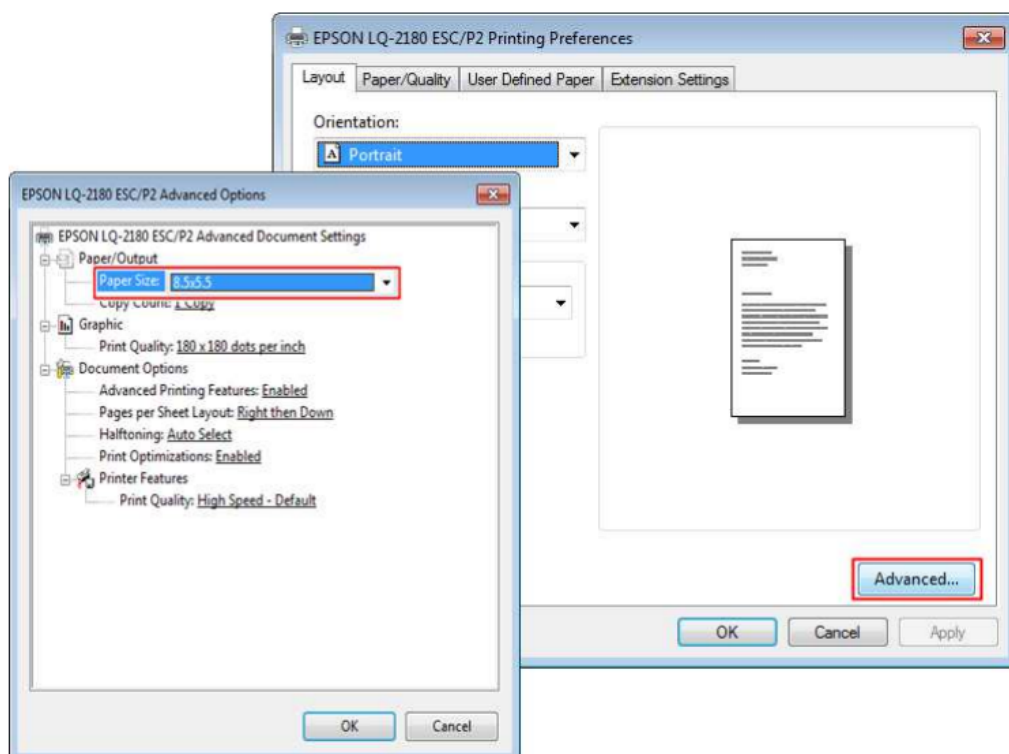 EPSON LQ-2180 ESC/P2 Printing Preferences
Layout
Paper/Quality
User Defined Paper
Extension Settings
Orientation:
Portrait
Advanced...
OK
Cancel
Apply
EPSON LQ-2180 ESC/P2 Advanced Options
EPSON LQ-2180 ESC/P2 Advanced Document Settings
Paper/Output
Paper Size: 8.5x5.5
Copy Count: 1 Copy
Graphic
Print Quality: 180 x 180 dots per inch
Document Options
Advanced Printing Features: Enabled
Pages per Sheet Layout: Right then Down
Halftoning: Auto Select
Print Optimizations: Enabled
Printer Features
Print Quality: High Speed - Default
OK
Cancel